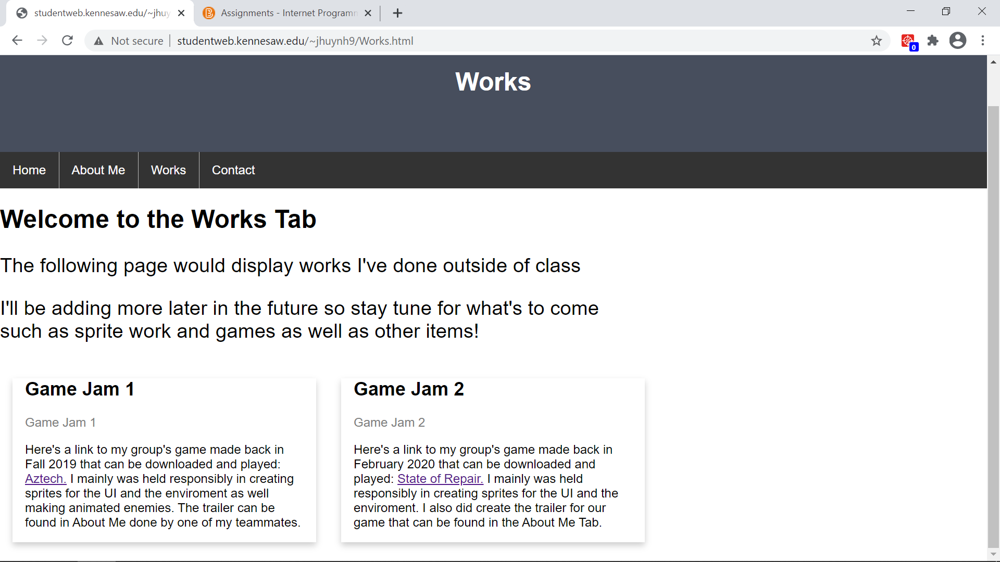 studentweb.kennesaw.edu/~jhuy
Assignments - Internet Programm
Not secure
studentweb.kennesaw.edu/~jhuynh9/Works.html
0
Works
Home
About Me
Works
Contact
Welcome to the Works Tab
The following page would display works I've done outside of class
I'll be adding more later in the future so stay tune for what's to come
such as sprite work and games as well as other items!
Game Jam 1
Game Jam 1
Here's a link to my group's game made back in
Fall 2019 that can be downloaded and played:
Aztech. I mainly was held responsibly in creating
sprites for the UI and the enviroment as well
making animated enemies. The trailer can be
found in About Me done by one of my teammates.
Game Jam 2
Game Jam 2
Here's a link to my group's game made back in
February 2020 that can be downloaded and
played: State of Repair. I mainly was held
responsibly in creating sprites for the UI and the
enviroment. I also did create the trailer for our
game that can be found in the About Me Tab.